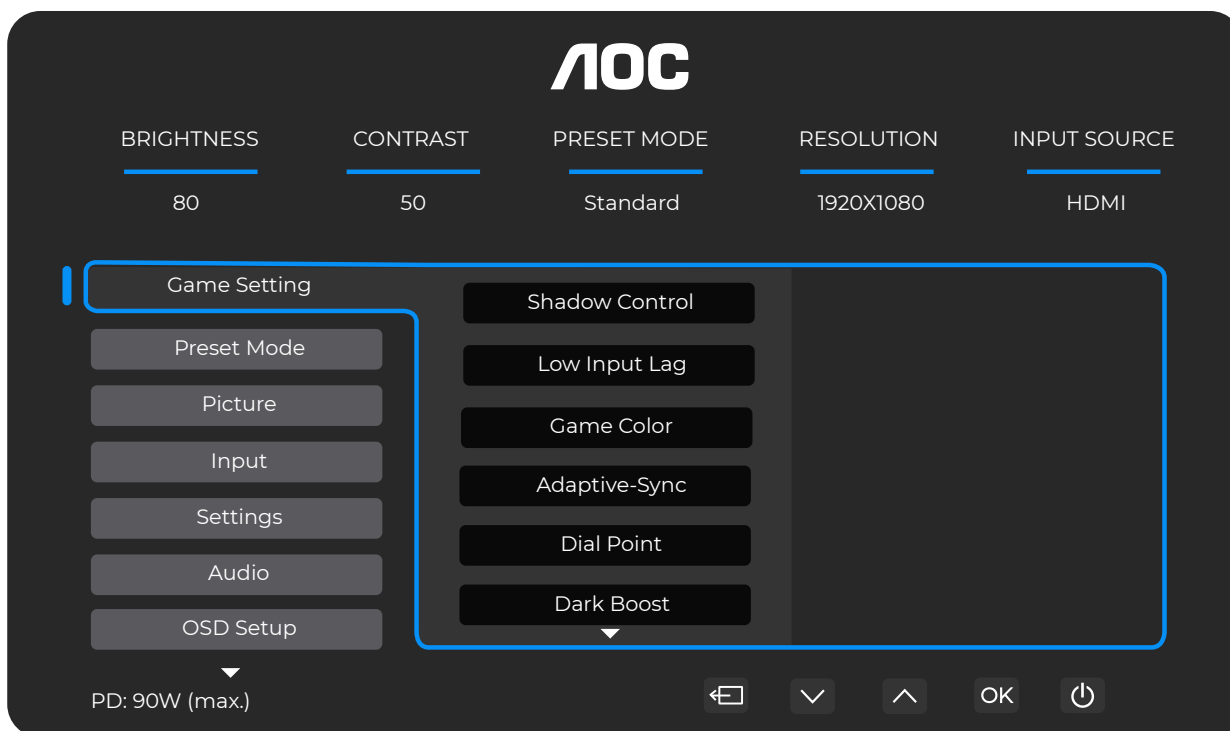 AOC
BRIGHTNESS CONTRAST PRESET MODE RESOLUTION INPUT SOURCE
80 50 Standard 1920X1080 HDMI
Game Setting
Preset Mode
Picture
Input
Settings
Audio
OSD Setup
Shadow Control
Low Input Lag
Game Color
Adaptive-Sync
Dial Point
Dark Boost
PD: 90W (max.)
OK